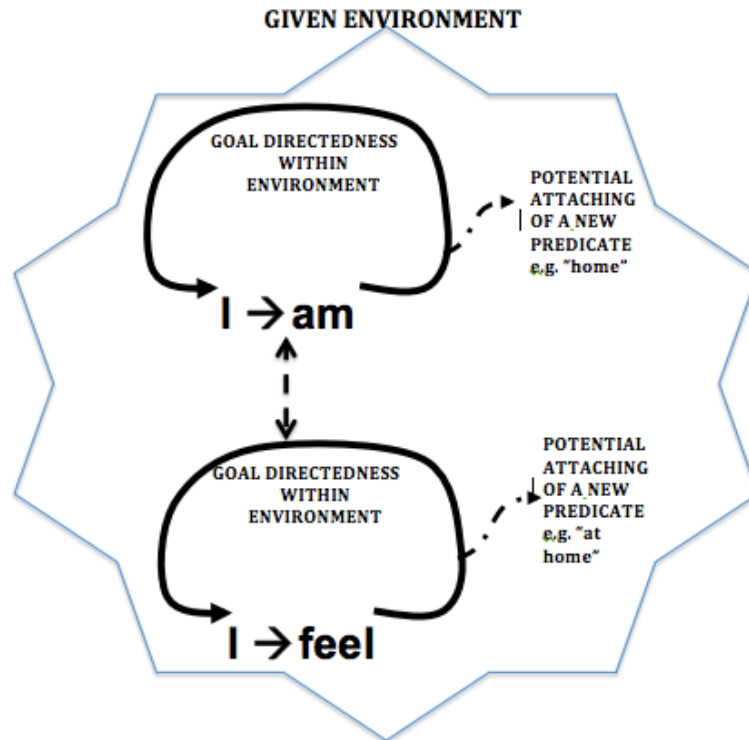 GIVEN ENVIRONMENT
GOAL DIRECTEDNESS
WITHIN
ENVIRONMENT
POTENTIAL
ATTACHING
OF A NEW
PREDICATE
e.g. "home"
I → am
GOAL DIRECTEDNESS
WITHIN
ENVIRONMENT
POTENTIAL
ATTACHING
OF A NEW
PREDICATE
e.g. "at
home"
I → feel